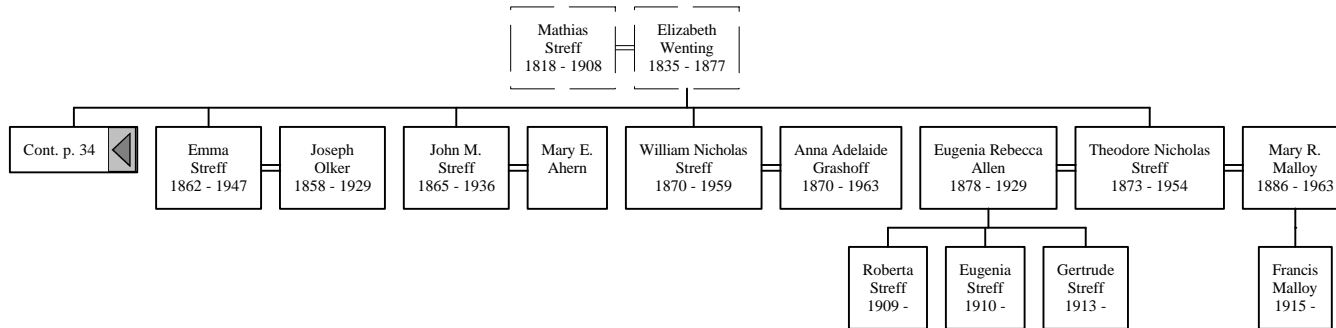 Mathias
Streff
1818 - 1908
Elizabeth
Wenting
1835 - 1877
Cont. p. 34
Emma
Streff
1862 - 1947
Joseph
Olker
1858 - 1929
John M.
Streff
1865 - 1936
Mary E.
Ahern
William Nicholas
Streff
1870 - 1959
Anna Adelaide
Grashoff
1870 - 1963
Eugenia Rebecca
Allen
1878 - 1929
Theodore Nicholas
Streff
1873 - 1954
Mary R.
Malloy
1886 - 1963
Roberta
Streff
1909 -
Eugenia
Streff
1910 -
Gertrude
Streff
1913 -
Francis
Malloy
1915 -